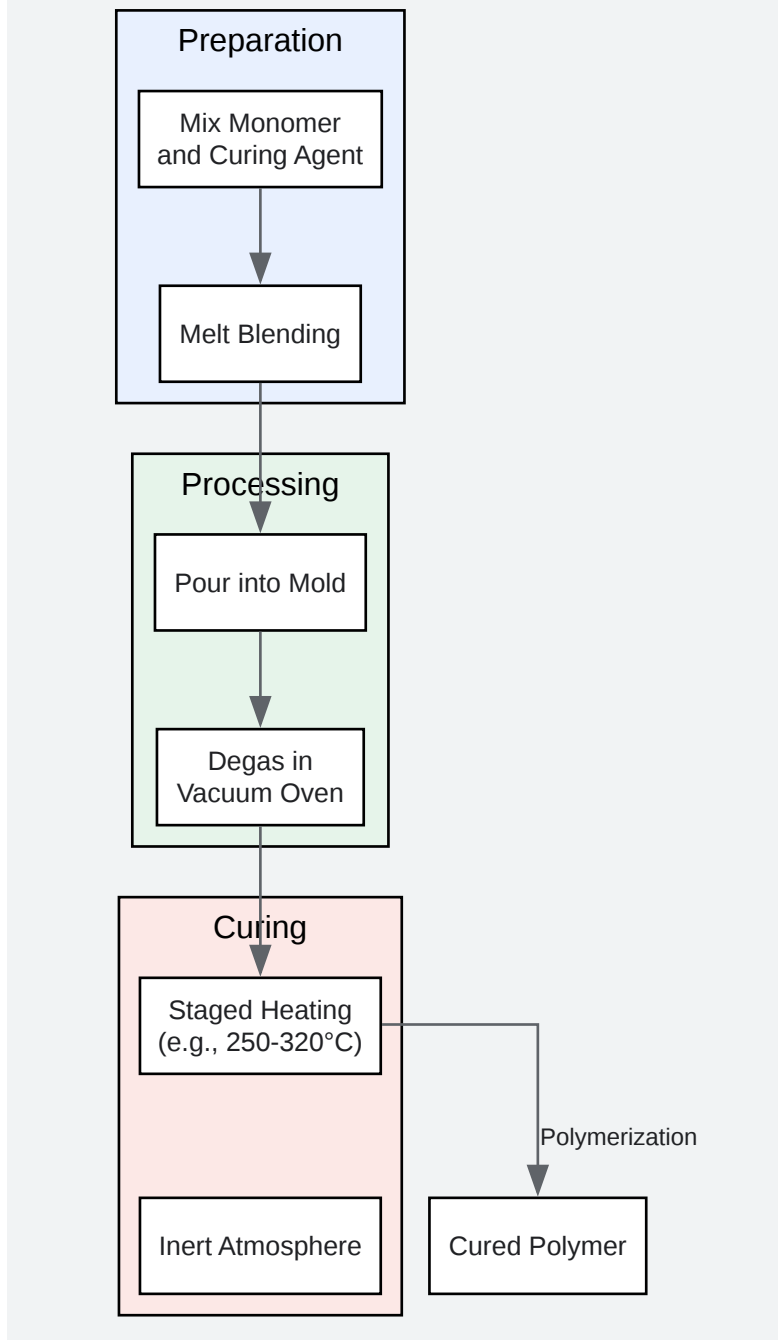 Preparation
Mix Monomer
and Curing Agent
Melt Blending
Processing
Pour into Mold
Degas in
Vacuum Oven
Curing
Staged Heating
(e.g., 250-320°C)
Polymerization
Inert Atmosphere
Cured Polymer